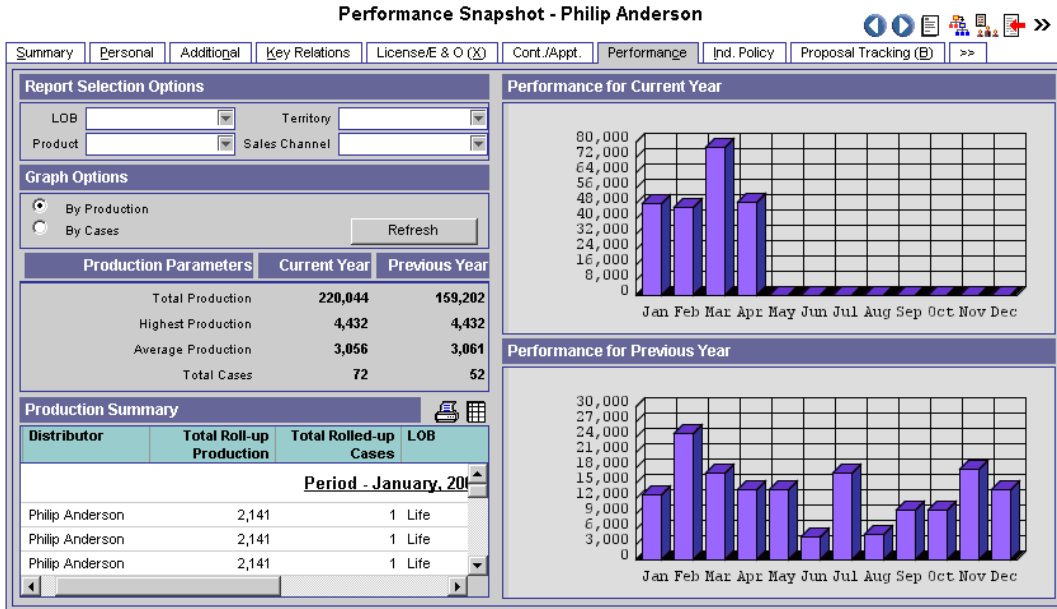 Performance Snapshot - Philip Anderson
Summary Personal Additional Key Relations License/E & O (X) Cont./Appt. Performance Ind. Policy Proposal Tracking (B) >>
Report Selection Options
LOB Territory
Product Sales Channel
Graph Options
By Production
By Cases Refresh
Production Parameters Current Year Previous Year
Total Production 220,044 159,202
Highest Production 4,432 4,432
Average Production 3,056 3,061
Total Cases 72 52
Production Summary
Distributor Total Roll-up Total Rolled-up LOB
Production Cases
Period - January,
Philip Anderson 2,141 1 Life
Philip Anderson 2,141 1 Life
Philip Anderson 2,141 1 Life
Performance for Current Year
80,000
72,000
64,000
56,000
48,000
40,000
32,000
24,000
16,000
8,000
0
Jan Feb Mar Apr May Jun Jul Aug Sep Oct Nov Dec
Performance for Previous Year
30,000
27,000
24,000
21,000
18,000
15,000
12,000
9,000
6,000
3,000
0
Jan Feb Mar Apr May Jun Jul Aug Sep Oct Nov Dec